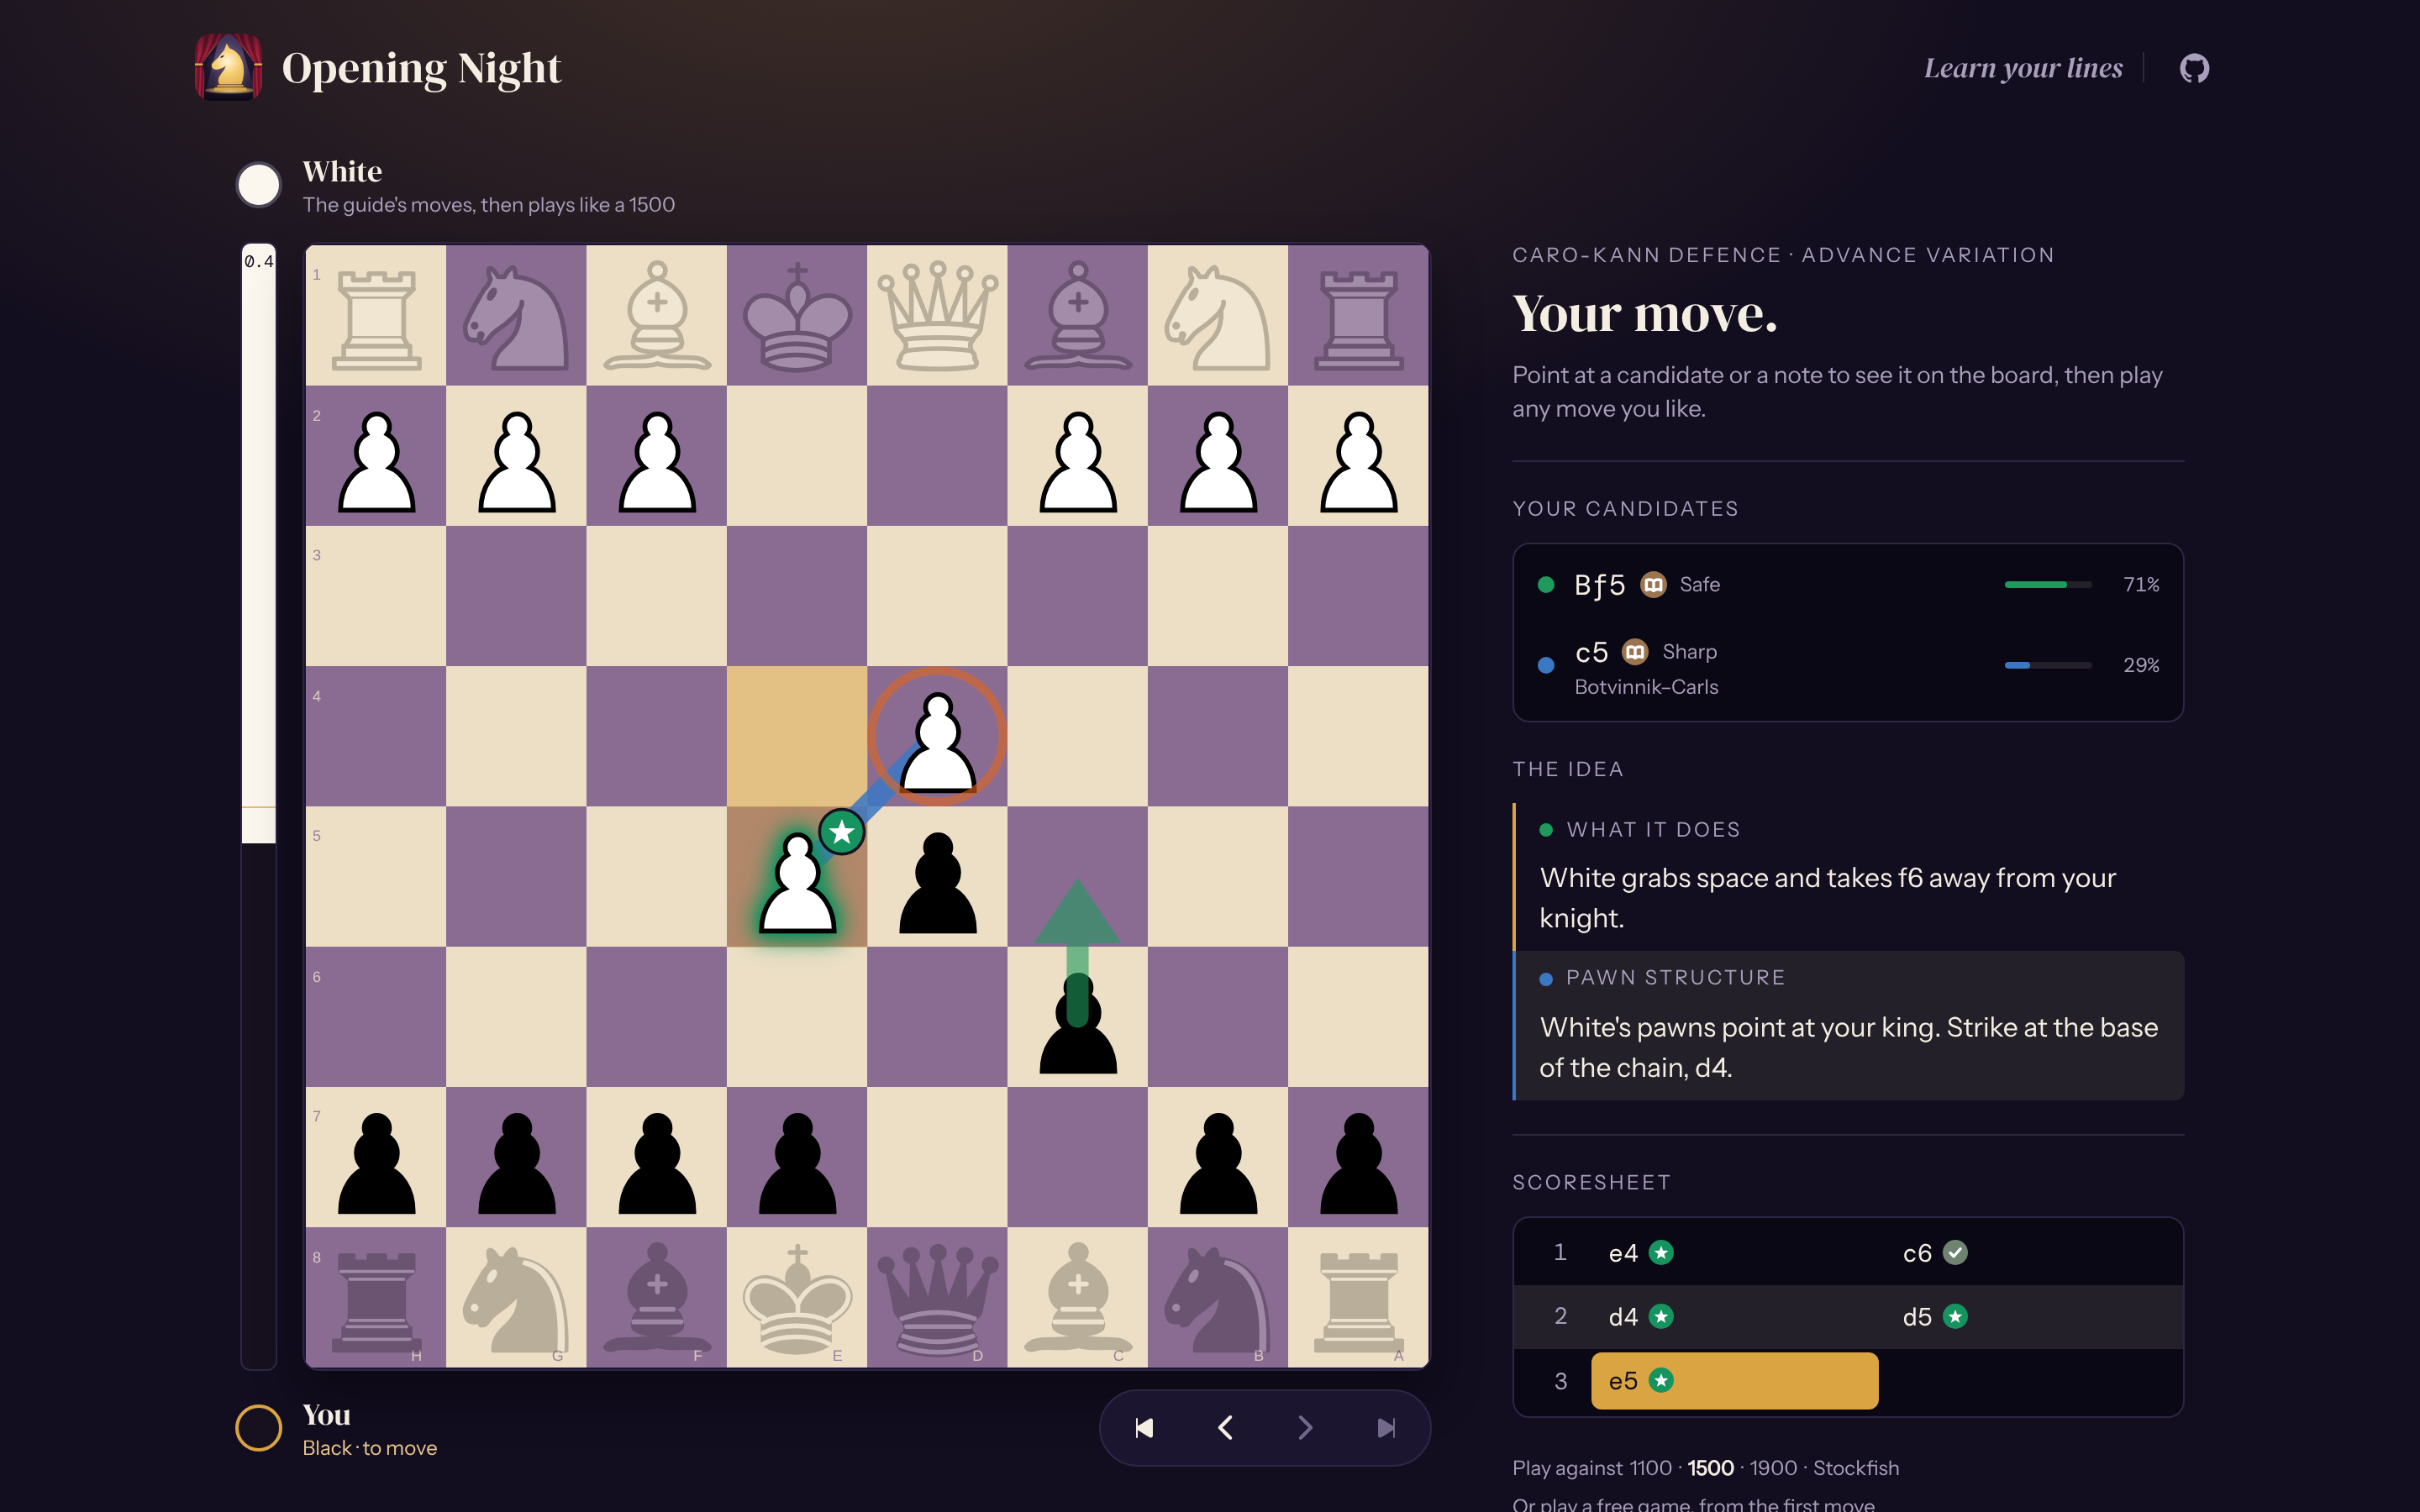 Opening Night
Learn your lines
White
The guide's moves, then plays like a 1500
0.4
1
2
3
4
5
6
7
8
H G F E D C B A
You
Black · to move
CARO-KANN DEFENCE · ADVANCE VARIATION
Your move.
Point at a candidate or a note to see it on the board, then play
any move you like.
YOUR CANDIDATES
Bf5 Safe 71%
c5 Sharp 29%
Botvinnik–Carls
THE IDEA
WHAT IT DOES
White grabs space and takes f6 away from your
knight.
PAWN STRUCTURE
White's pawns point at your king. Strike at the base
of the chain, d4.
SCORESHEET
1 e4 c6
2 d4 d5
3 e5
Play against 1100 · 1500 · 1900 · Stockfish
Or play a free game, from the first move